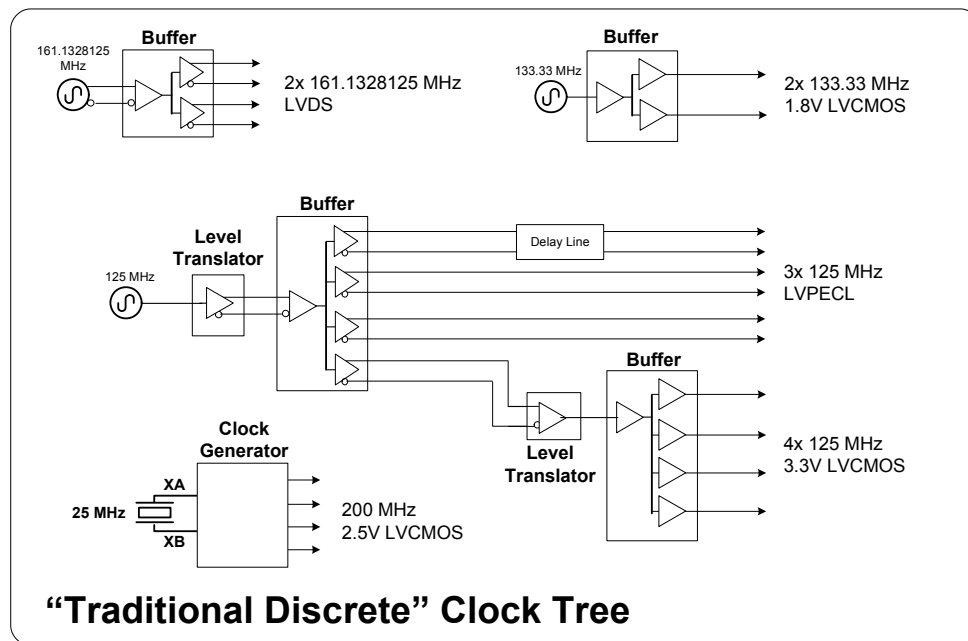 Buffer
161.1328125
MHz
2x 161.1328125 MHz
LVDS
Buffer
133.33 MHz
2x 133.33 MHz
1.8V LVCMOS
Buffer
Level
Translator
125 MHz
Delay Line
3x 125 MHz
LVPECL
Buffer
Level
Translator
4x 125 MHz
3.3V LVCMOS
Clock
Generator
XA
25 MHz
XB
200 MHz
2.5V LVCMOS
“Traditional Discrete” Clock Tree